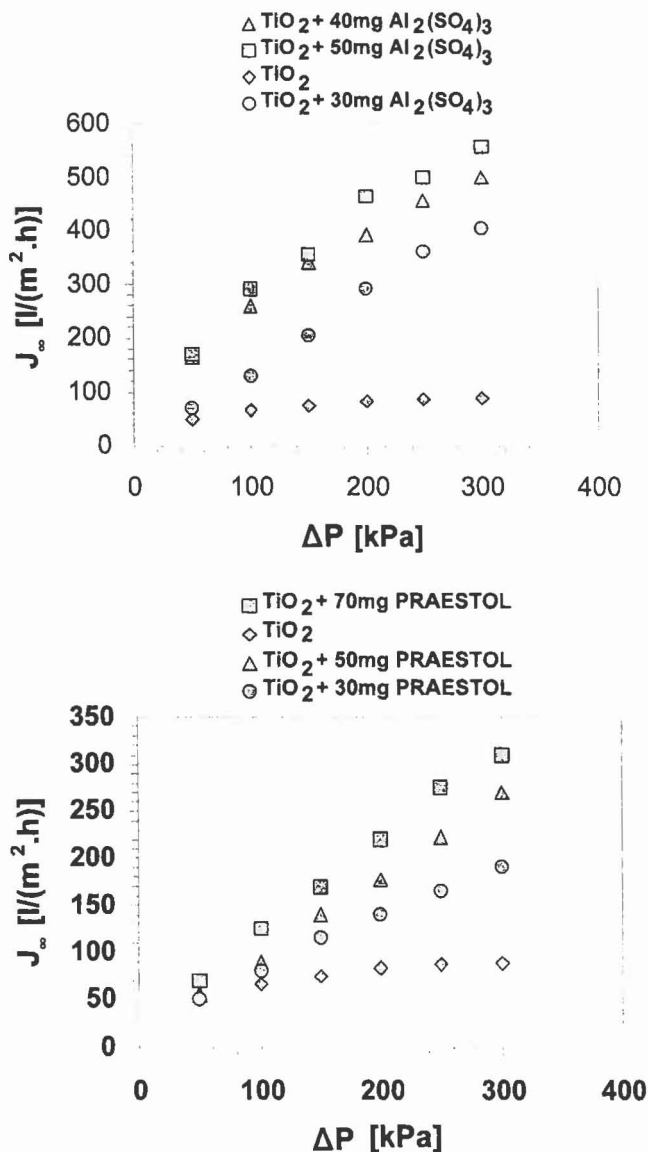 △ TiO2 + 40mg Al2(SO4)3
□ TiO2 + 50mg Al2(SO4)3
◇ TiO2
○ TiO2 + 30mg Al2(SO4)3
600
500
400
300
200
100
0
J∞ [l/(m2.h)]
0 100 200 300 400
ΔP [kPa]
□ TiO2 + 70mg PRAESTOL
◇ TiO2
△ TiO2 + 50mg PRAESTOL
○ TiO2 + 30mg PRAESTOL
350
300
250
200
150
100
50
0
J∞ [l/(m2.h)]
0 100 200 300 400
ΔP [kPa]